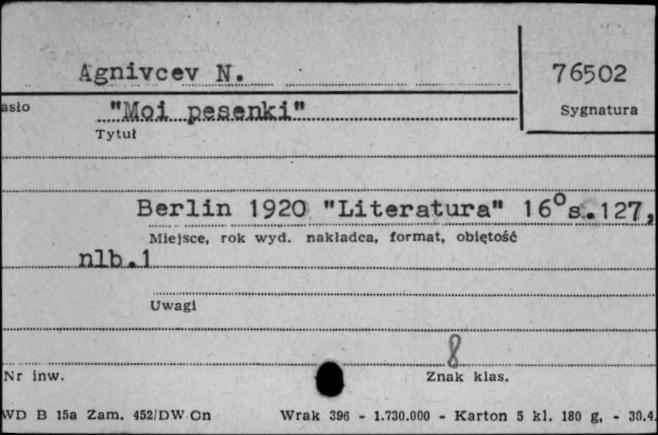 Agnivcev N.
76502
asło
"Moi pesenki"
Sygnatura
Tytuł
Berlin 1920 "Literatura" 16° s.127,
Miejsce, rok wyd. nakładca, format, objętość
nlb.1
Uwagi
8
Nr inw.
Znak klas.
WD B 15a Zam. 452/DW On Wrak 396 - 1.730.000 - Karton 5 kl. 180 g. - 30.4.